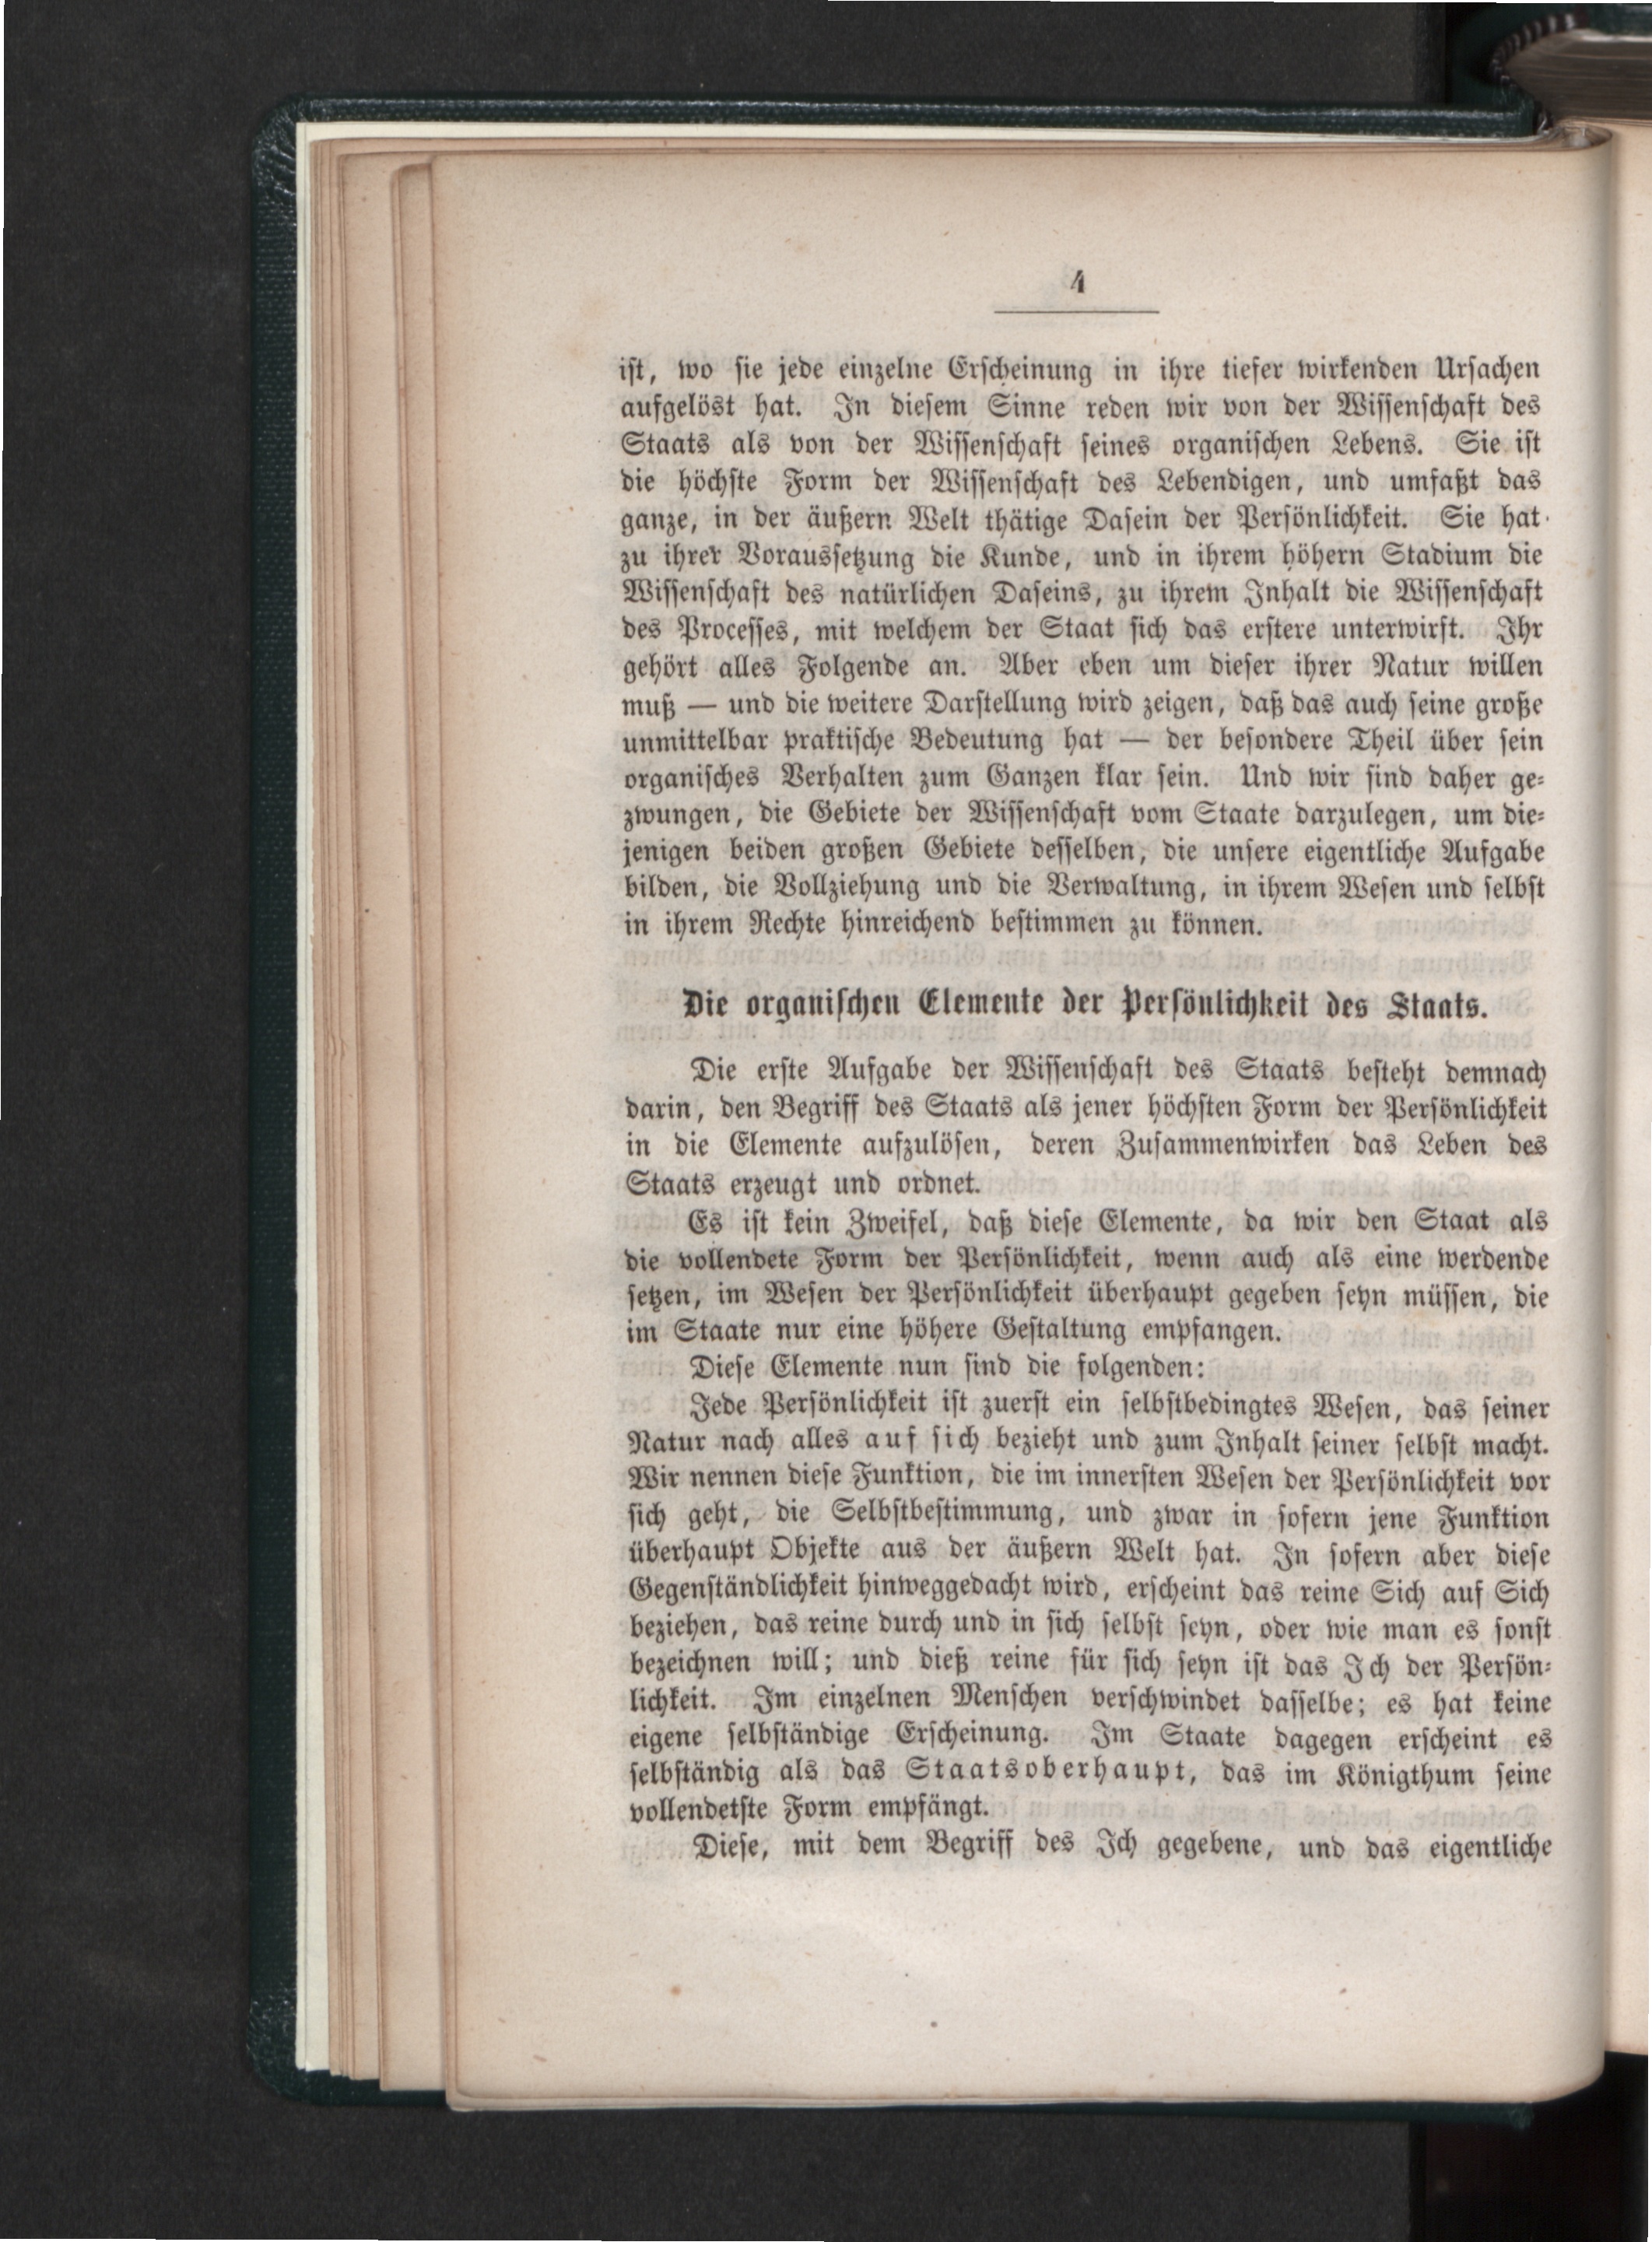 4
ist, wo sie jede einzelne Erscheinung in ihre tiefer wirkenden Ursachen
aufgelöst hat. In diesem Sinne reden wir von der Wissenschaft des
Staats als von der Wissenschaft seines organischen Lebens. Sie ist
die höchste Form der Wissenschaft des Lebendigen, und umfaßt das
ganze, in der äußern Welt thätige Dasein der Persönlichkeit. Sie hat
zu ihrer Voraussetzung die Kunde, und in ihrem höhern Stadium die
Wissenschaft des natürlichen Daseins, zu ihrem Inhalt die Wissenschaft
des Processes, mit welchem der Staat sich das erstere unterwirft. Ihr
gehört alles Folgende an. Aber eben um dieser ihrer Natur willen
muß — und die weitere Darstellung wird zeigen, daß das auch seine große
unmittelbar praktische Bedeutung hat — der besondere Theil über sein
organisches Verhalten zum Ganzen klar sein. Und wir sind daher ge-
zwungen, die Gebiete der Wissenschaft vom Staate darzulegen, um die-
jenigen beiden großen Gebiete desselben, die unsere eigentliche Aufgabe
bilden, die Vollziehung und die Verwaltung, in ihrem Wesen und selbst
in ihrem Rechte hinreichend bestimmen zu können.
Die organischen Elemente der Persönlichkeit des Staats.
Die erste Aufgabe der Wissenschaft des Staats besteht demnach
darin, den Begriff des Staats als jener höchsten Form der Persönlichkeit
in die Elemente aufzulösen, deren Zusammenwirken das Leben des
Staats erzeugt und ordnet.
Es ist kein Zweifel, daß diese Elemente, da wir den Staat als
die vollendete Form der Persönlichkeit, wenn auch als eine werdende
setzen, im Wesen der Persönlichkeit überhaupt gegeben seyn müssen, die
im Staate nur eine höhere Gestaltung empfangen.
Diese Elemente nun sind die folgenden:
Jede Persönlichkeit ist zuerst ein selbstbedingtes Wesen, das seiner
Natur nach alles auf sich bezieht und zum Inhalt seiner selbst macht.
Wir nennen diese Funktion, die im innersten Wesen der Persönlichkeit vor
sich geht, die Selbstbestimmung, und zwar in sofern jene Funktion
überhaupt Objekte aus der äußern Welt hat. In sofern aber diese
Gegenständlichkeit hinweggedacht wird, erscheint das reine Sich auf Sich
beziehen, das reine durch und in sich selbst seyn, oder wie man es sonst
bezeichnen will; und dieß reine für sich seyn ist das Ich der Persön-
lichkeit. Im einzelnen Menschen verschwindet dasselbe; es hat keine
eigene selbständige Erscheinung. Im Staate dagegen erscheint es
selbständig als das Staatsoberhaupt, das im Königthum seine
vollendetste Form empfängt.
Diese, mit dem Begriff des Ich gegebene, und das eigentliche